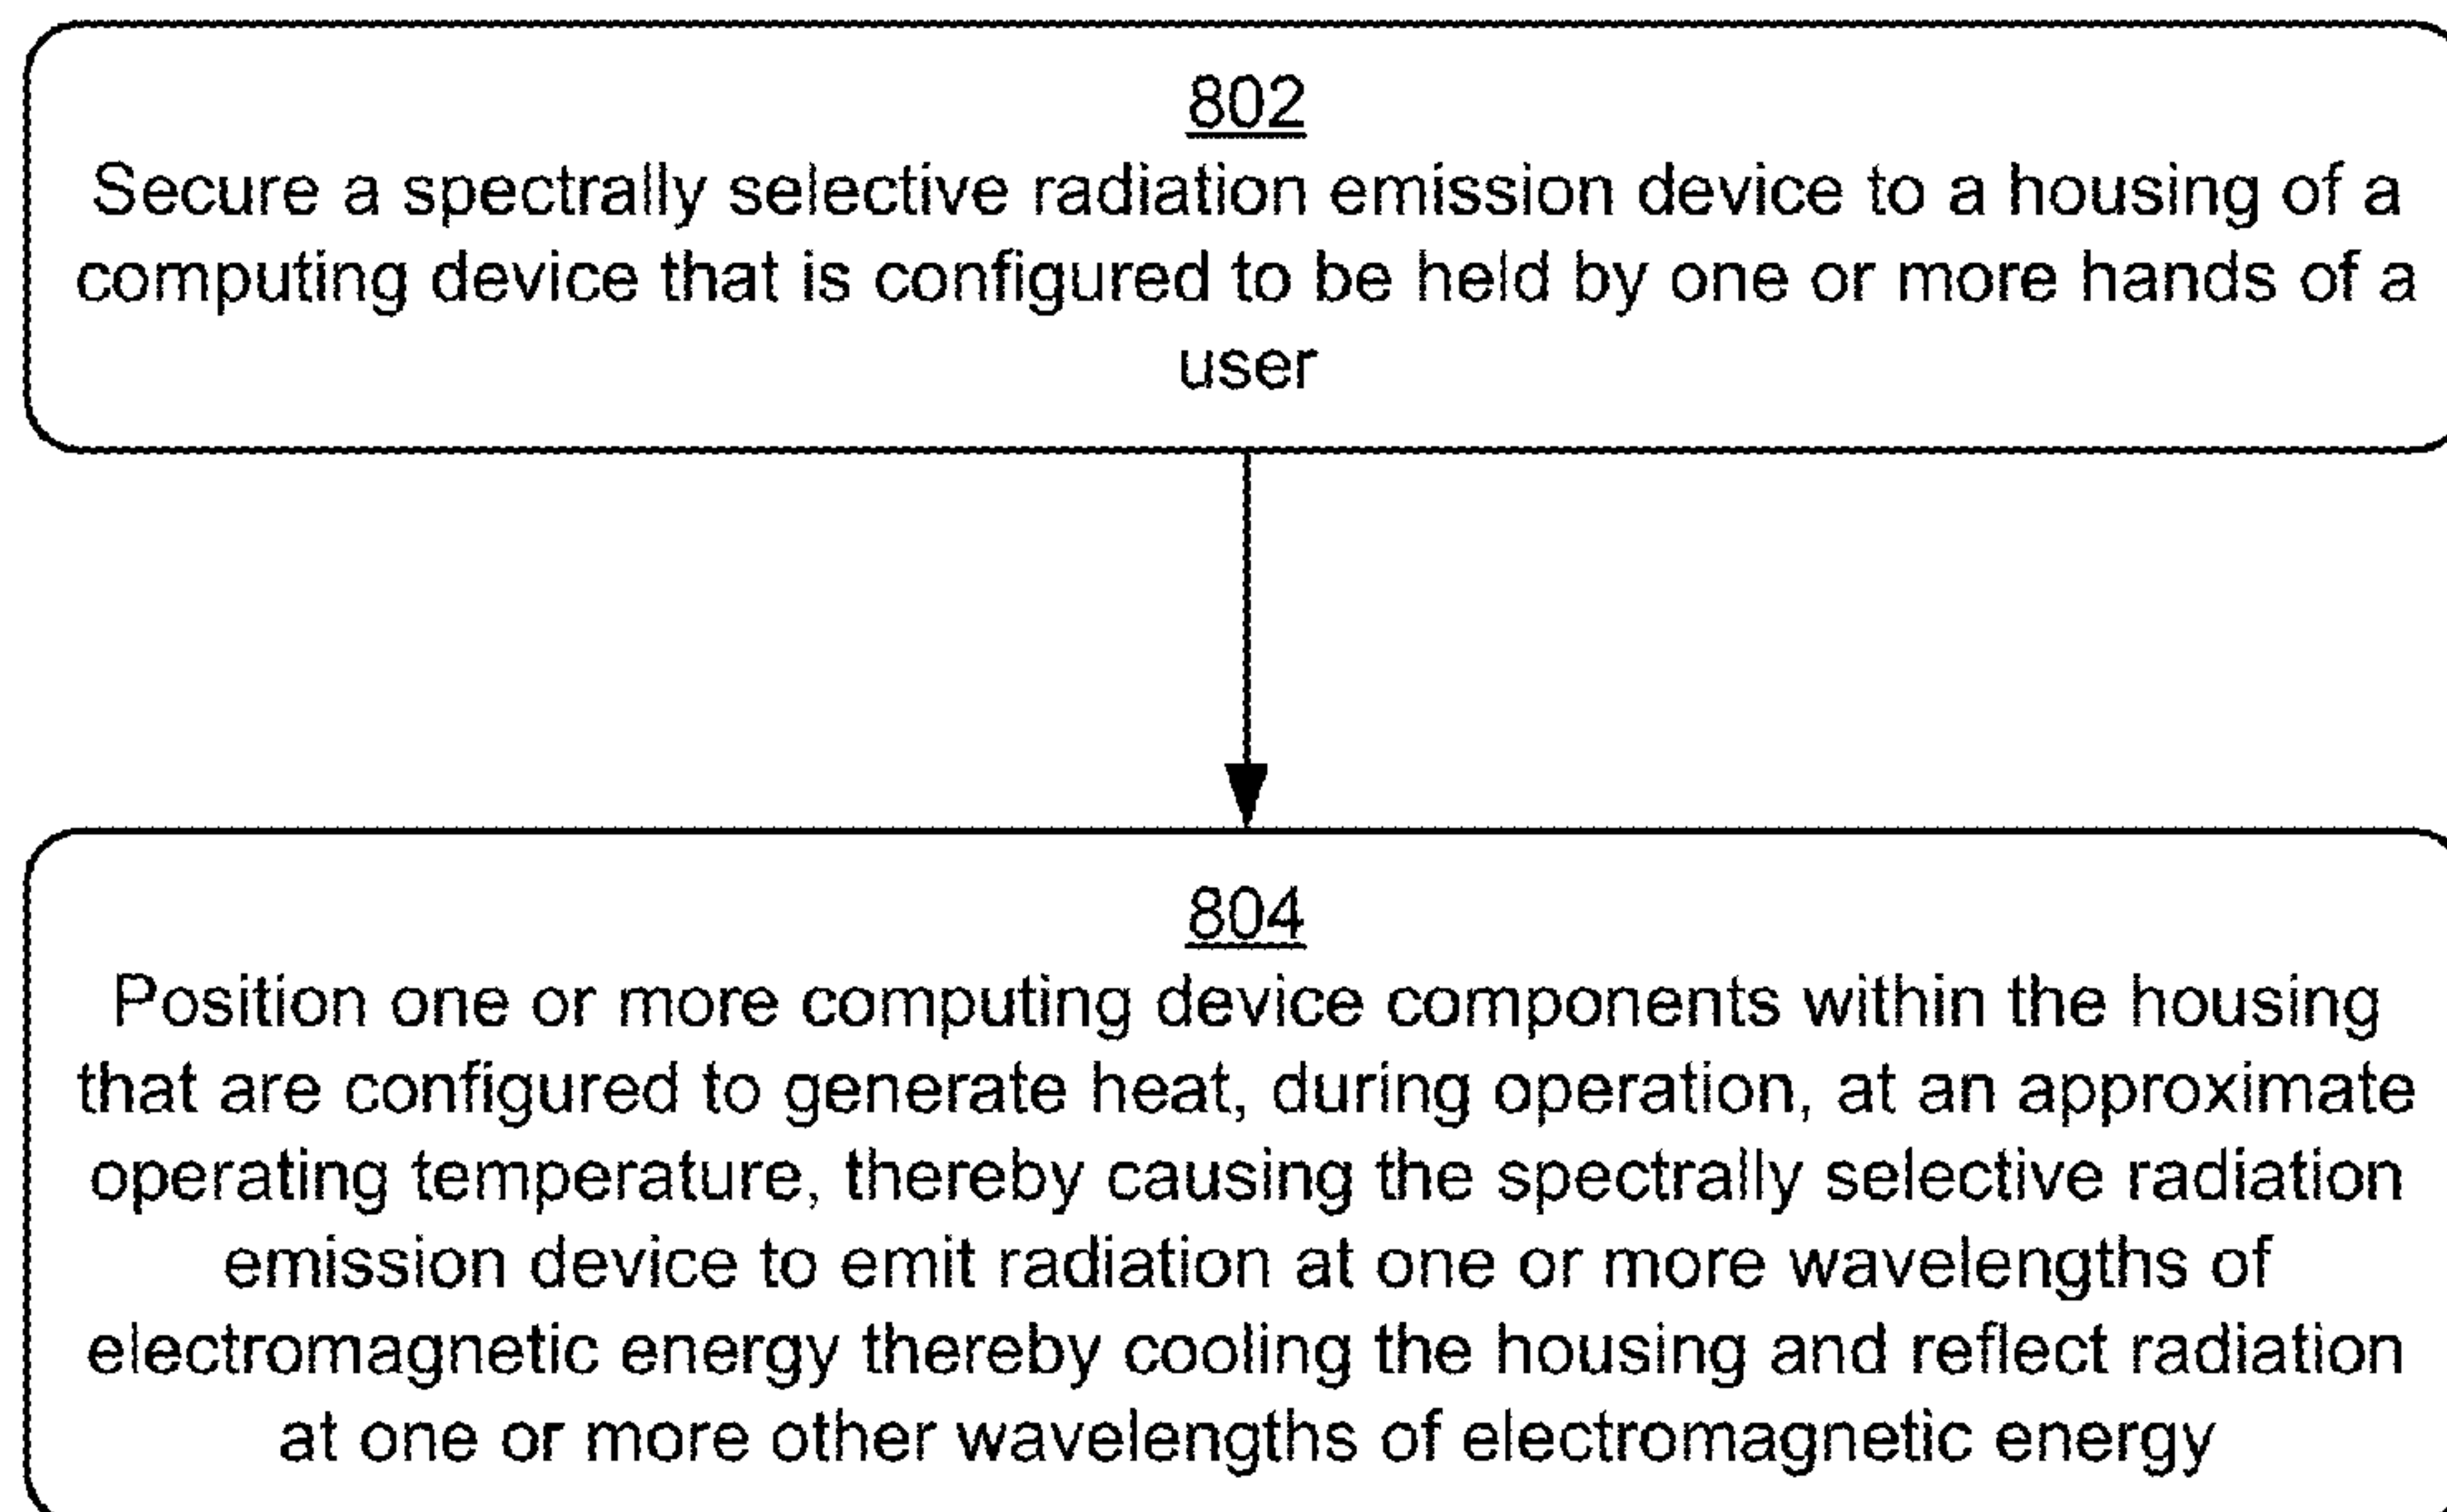 802
Secure a spectrally selective radiation emission device to a housing of a
computing device that is configured to be held by one or more hands of a
user
804
Position one or more computing device components within the housing
that are configured to generate heat, during operation, at an approximate
operating temperature, thereby causing the spectrally selective radiation
emission device to emit radiation at one or more wavelengths of
electromagnetic energy thereby cooling the housing and reflect radiation
at one or more other wavelengths of electromagnetic energy